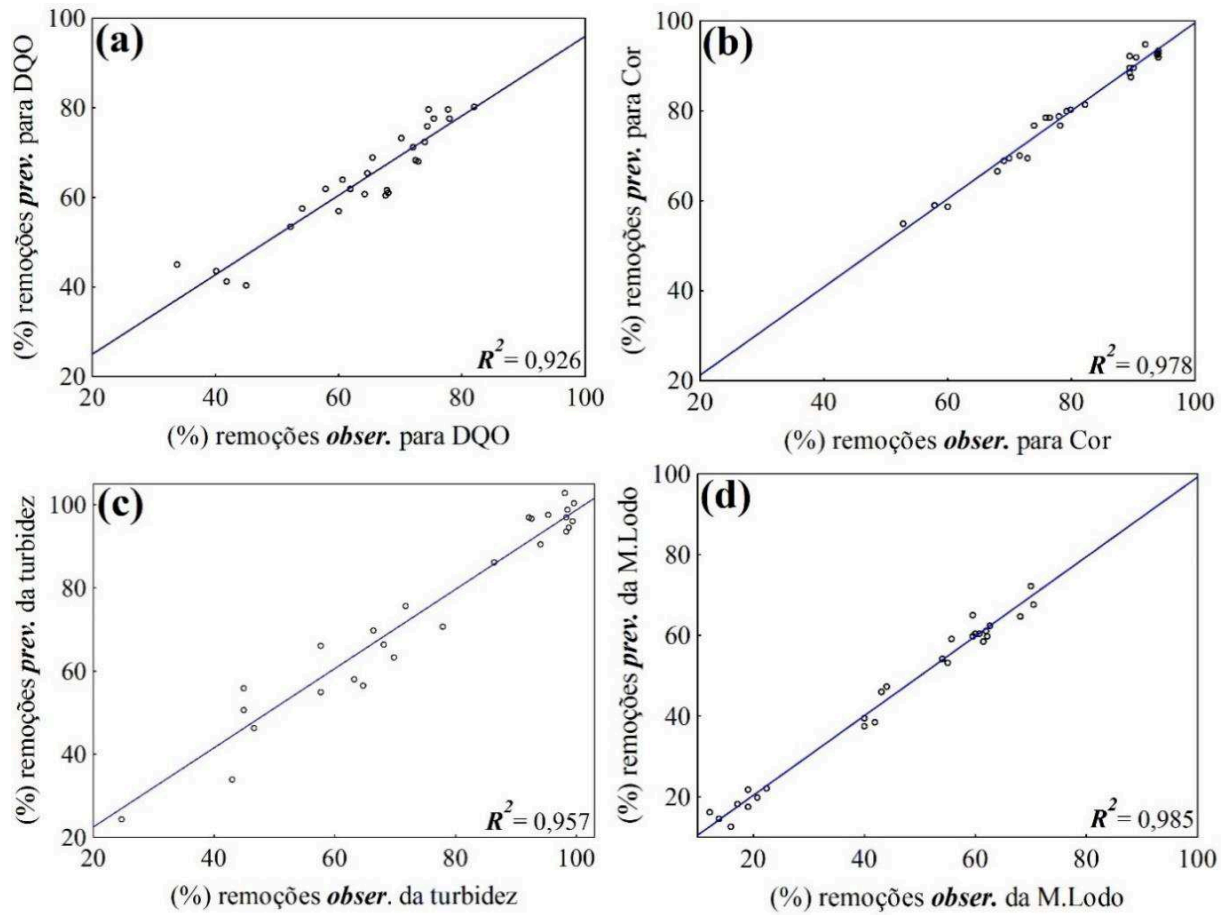 (a)
(%) remoções prev. para DQO
100
80
60
40
20
R² = 0,926
20 40 60 80 100
(%) remoções obser. para DQO
(b)
(%) remoções prev. para Cor
100
90
80
70
60
50
40
30
20
R² = 0,978
20 40 60 80 100
(%) remoções obser. para Cor
(c)
(%) remoções prev. da turbidez
100
80
60
40
20
R² = 0,957
20 40 60 80 100
(%) remoções obser. da turbidez
(d)
(%) remoções prev. da M.Lodo
100
80
60
40
20
R² = 0,985
20 40 60 80 100
(%) remoções obser. da M.Lodo